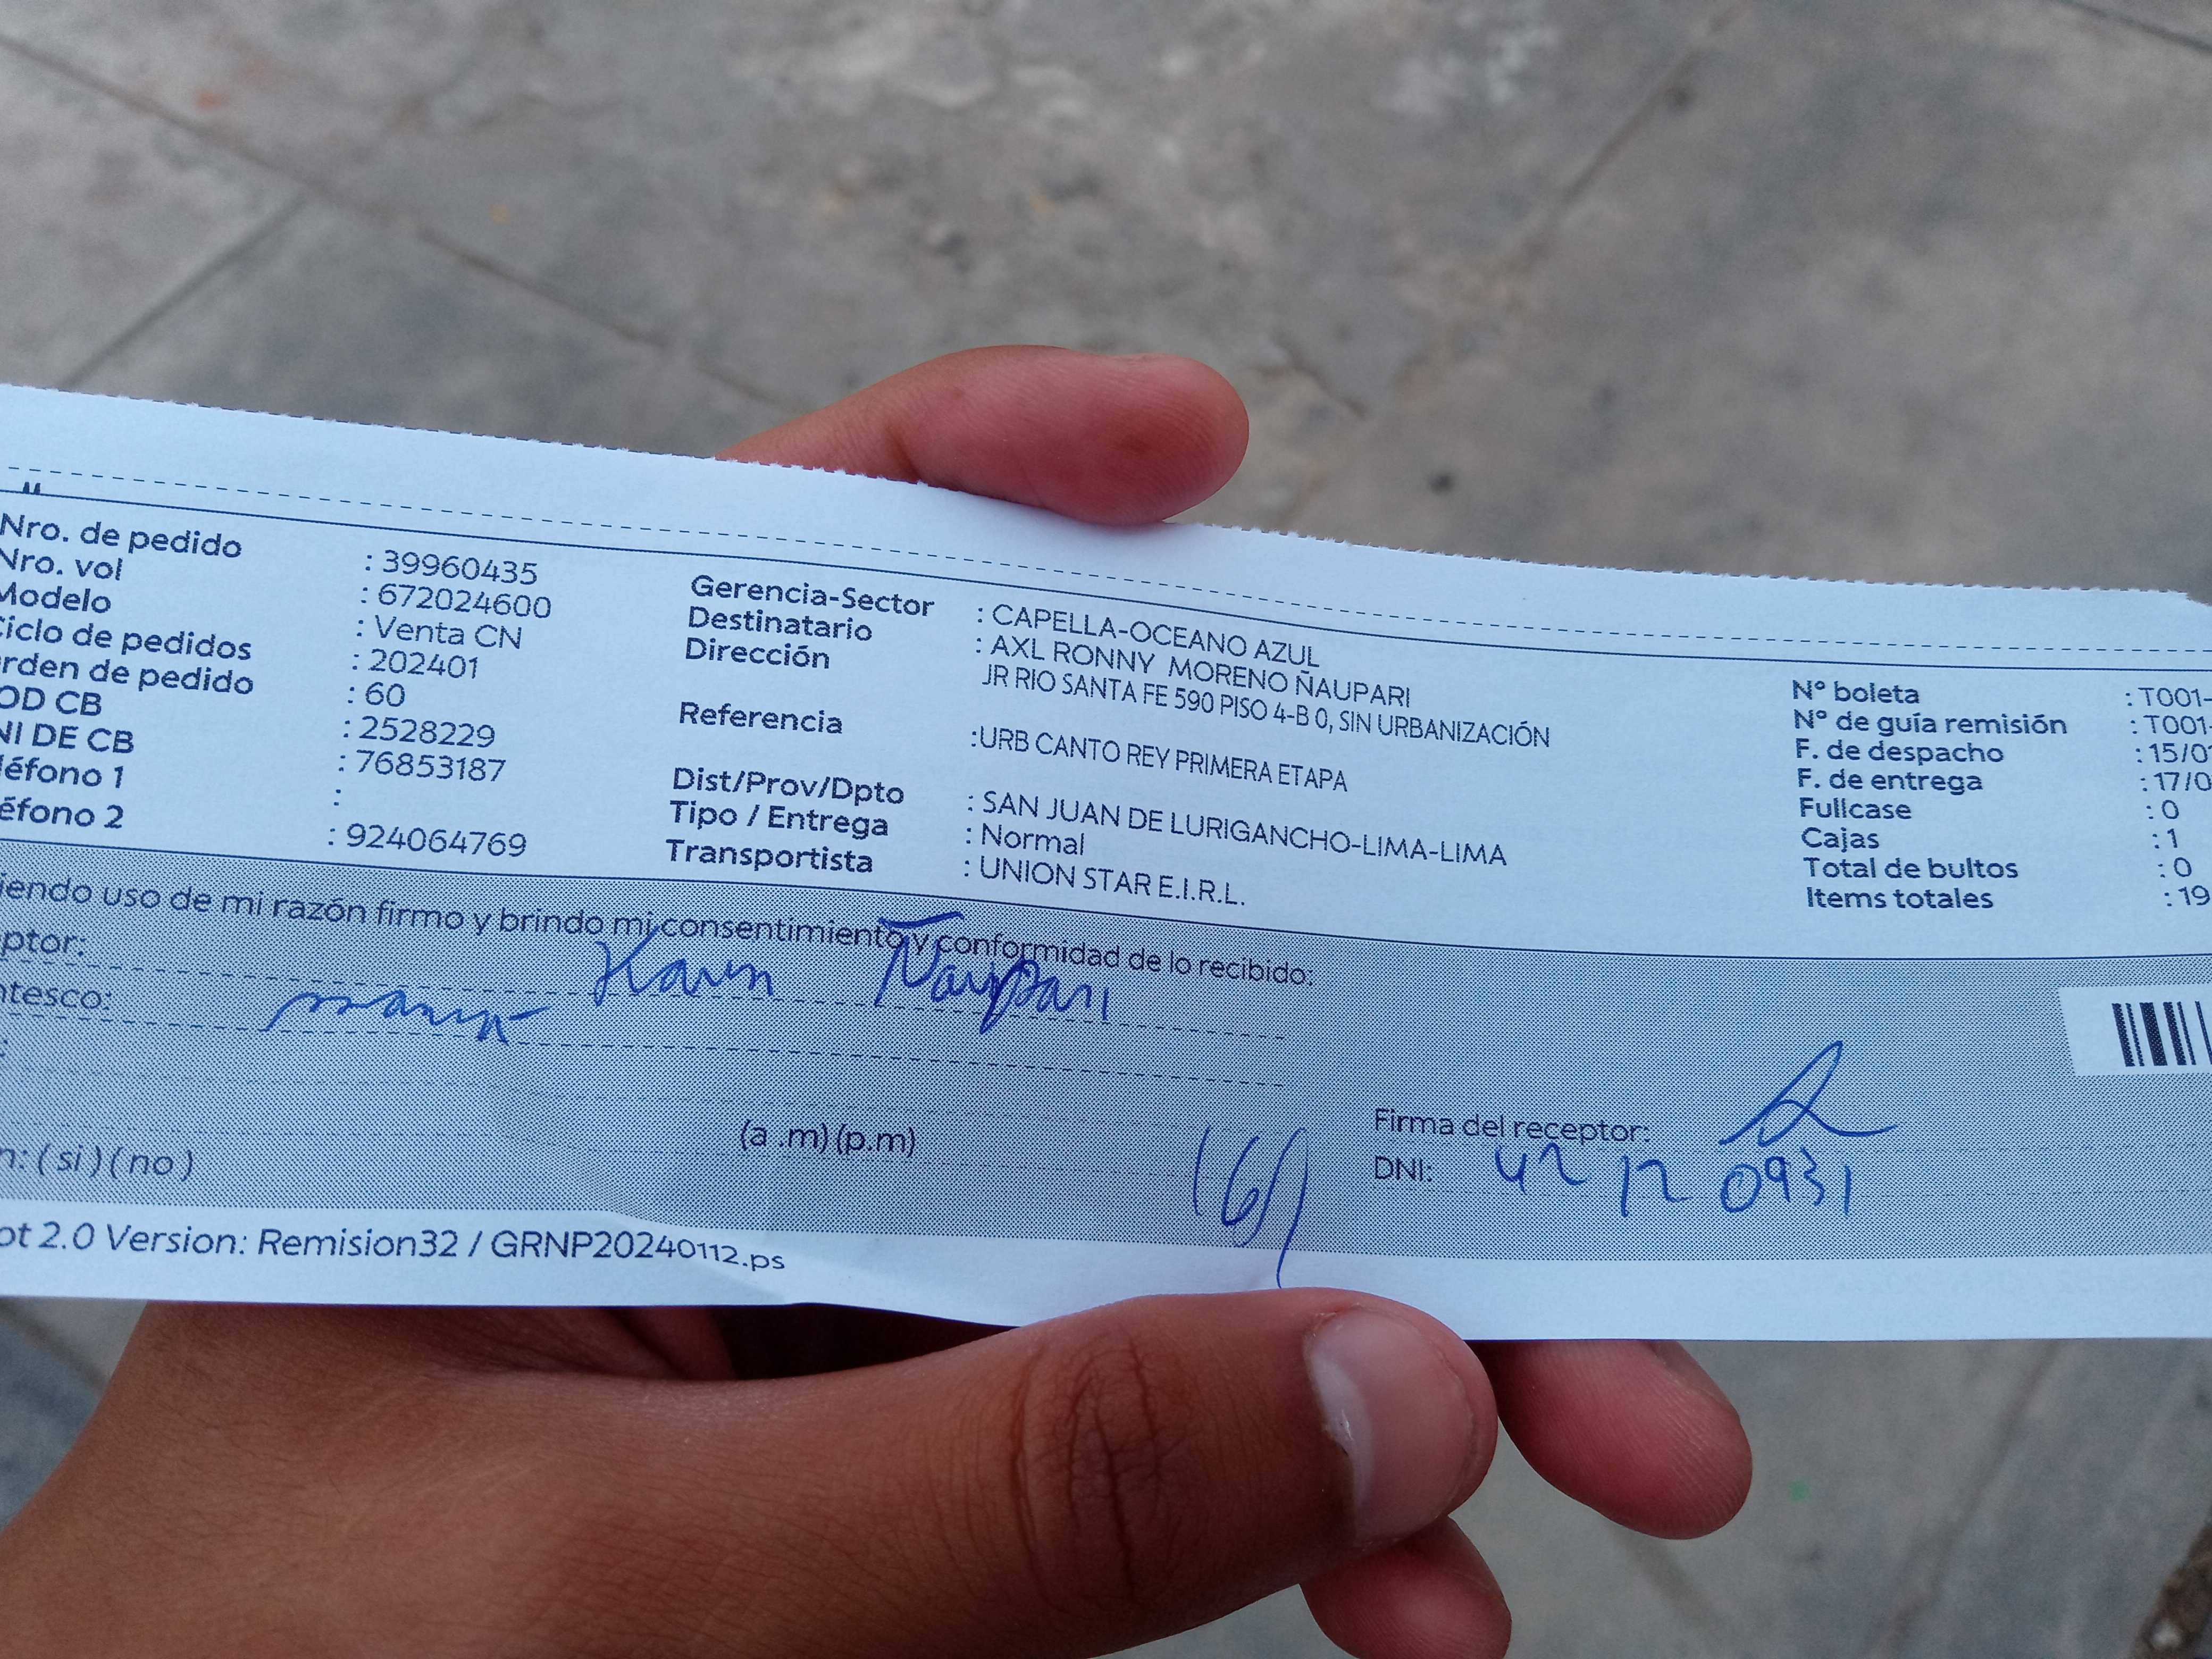 Nro. de pedido : 39960435
Nro. vol : 672024600
Modelo : Venta CN
Ciclo de pedidos : 202401
rden de pedido : 60
OD CB : 2528229
NI DE CB : 76853187
léfono 1 :
éfono 2 : 924064769
Gerencia-Sector : CAPELLA-OCEANO AZUL
Destinatario : AXL RONNY MORENO ÑAUPARI
Dirección JR RIO SANTA FE 590 PISO 4-B 0, SIN URBANIZACIÓN
Referencia :URB CANTO REY PRIMERA ETAPA
Dist/Prov/Dpto : SAN JUAN DE LURIGANCHO-LIMA-LIMA
Tipo / Entrega : Normal
Transportista : UNION STAR E.I.R.L.
N° boleta : T001-
N° de guía remisión : T001-
F. de despacho : 15/0
F. de entrega : 17/0
Fullcase : 0
Cajas : 1
Total de bultos : 0
Items totales : 19
iendo uso de mi razón firmo y brindo mi consentimiento y conformidad de lo recibido:
ptor: Karen Ñaupari
ntesco:
(a .m) (p.m)
n: ( si ) ( no )
Firma del receptor:
DNI: 42120931
ot 2.0 Version: Remision32 / GRNP20240112.ps